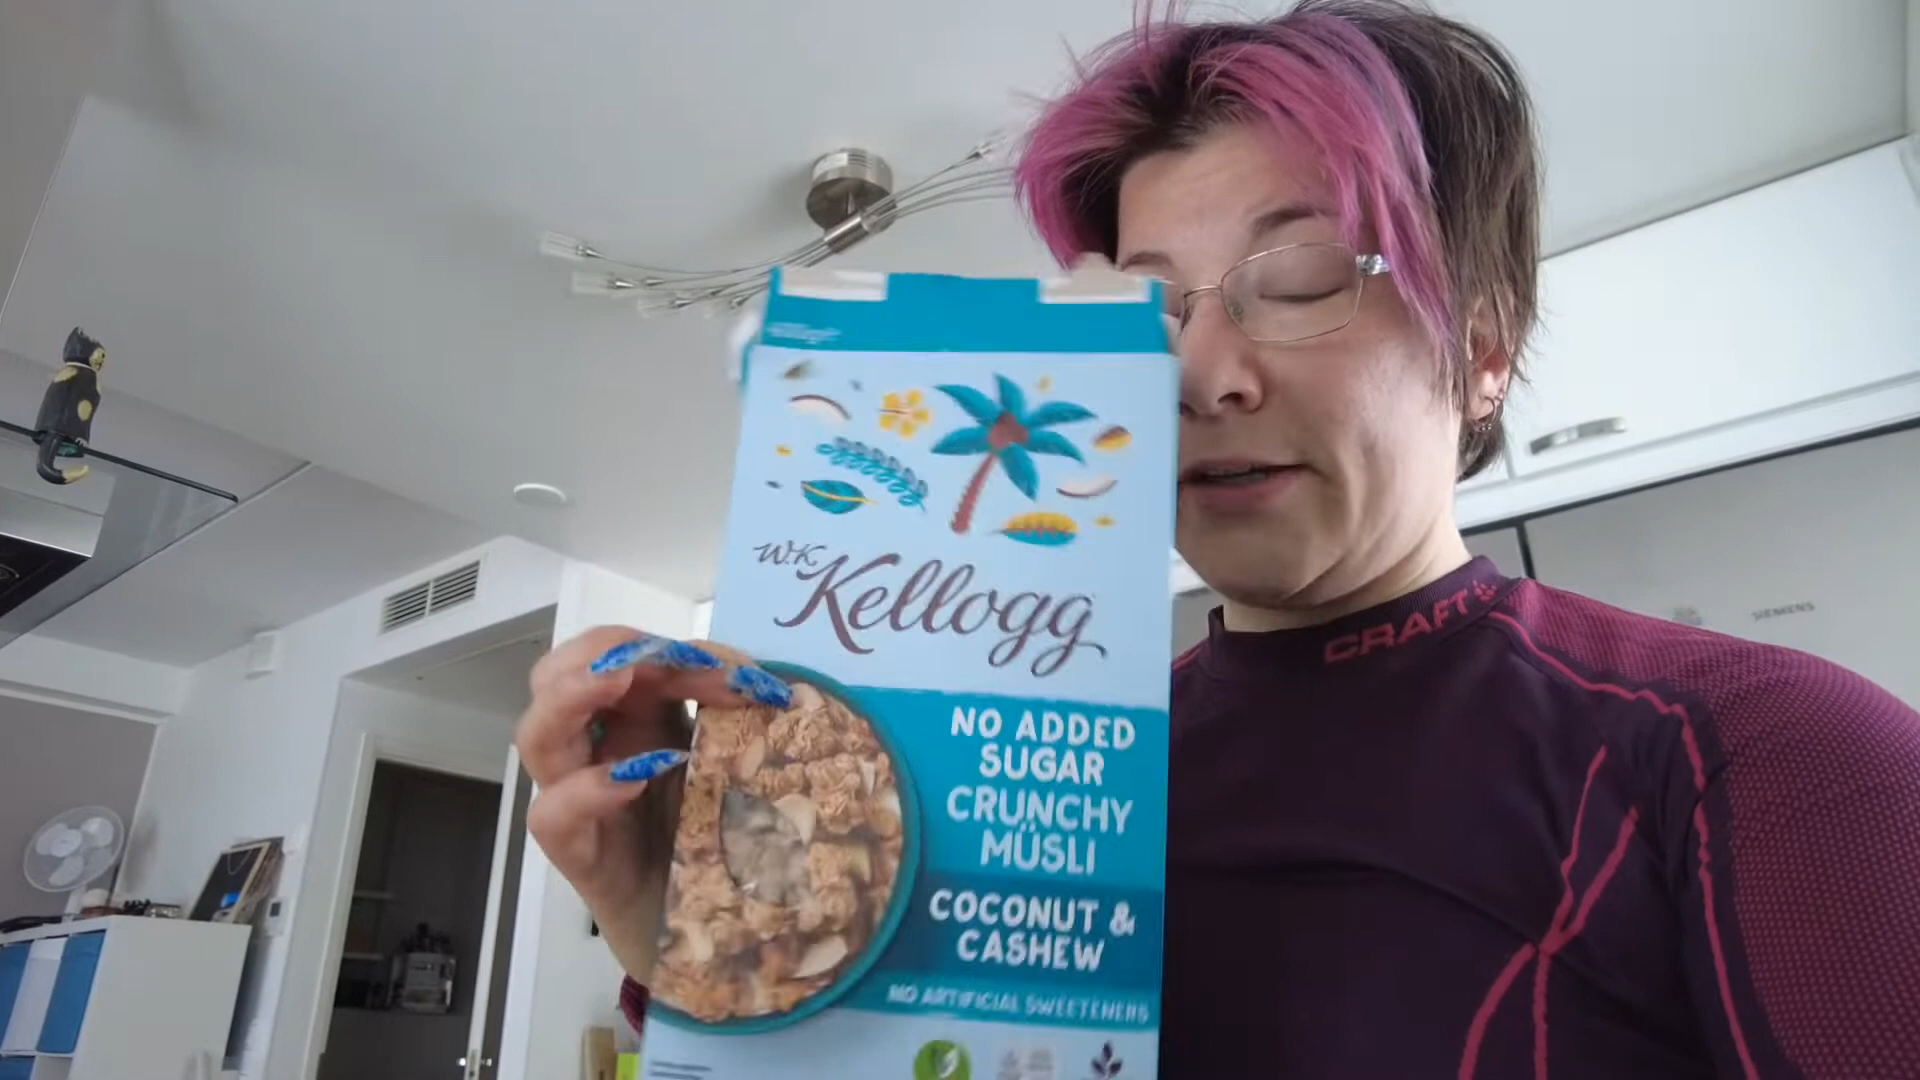 W.K
Kellogg
NO ADDED
SUGAR
CRUNCHY
MÜSLI
COCONUT &
CASHEW
NO ARTIFICIAL SWEETENERS
CRAFT
SIEMENS